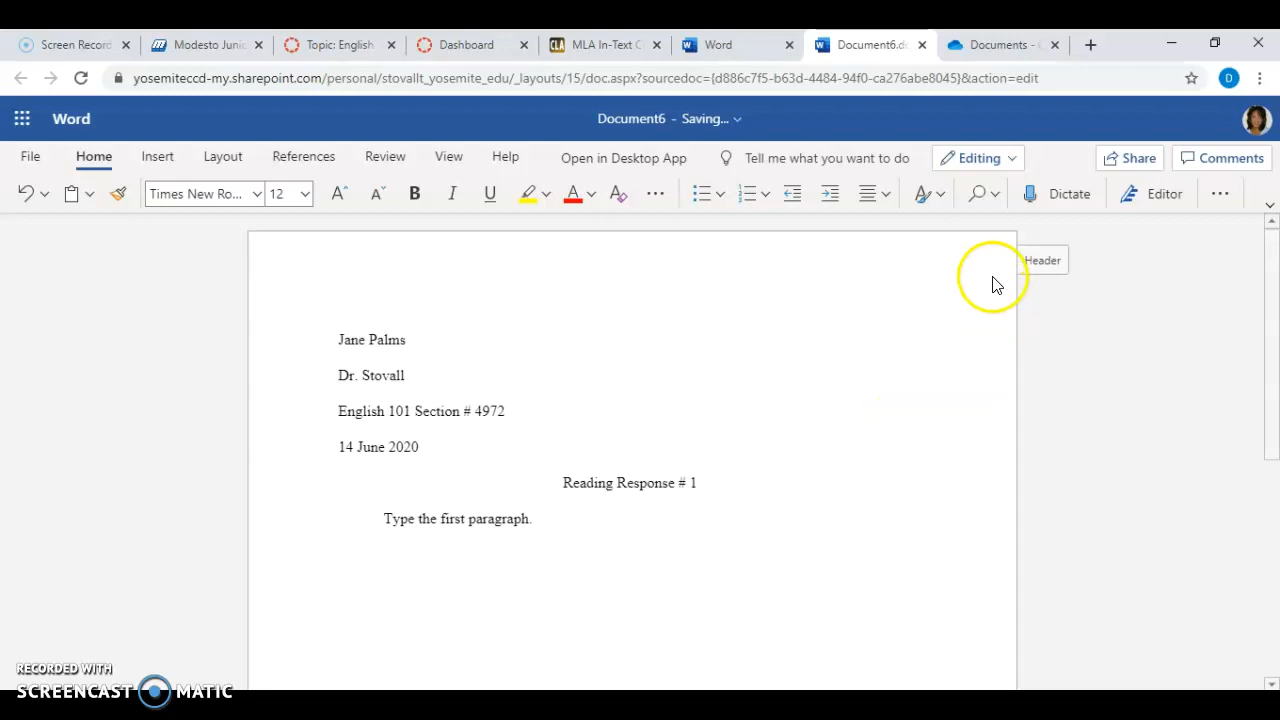 Screen Record
Modesto Junio
Topic: English
Dashboard
MLA In-Text C
Word
Document6.do
Documents -
yosemiteccd-my.sharepoint.com/personal/stovallt_yosemite_edu/_layouts/15/doc.aspx?sourcedoc={d886c7f5-b63d-4484-94f0-ca276abe8045}&action=edit
D
Word
Document6 - Saving...
File Home Insert Layout References Review View Help Open in Desktop App Tell me what you want to do Editing Share Comments
Times New Ro... 12 A A B I U A A Dictate Editor
Header
Jane Palms
Dr. Stovall
English 101 Section # 4972
14 June 2020
Reading Response # 1
Type the first paragraph.
RECORDED WITH
SCREENCAST MATIC